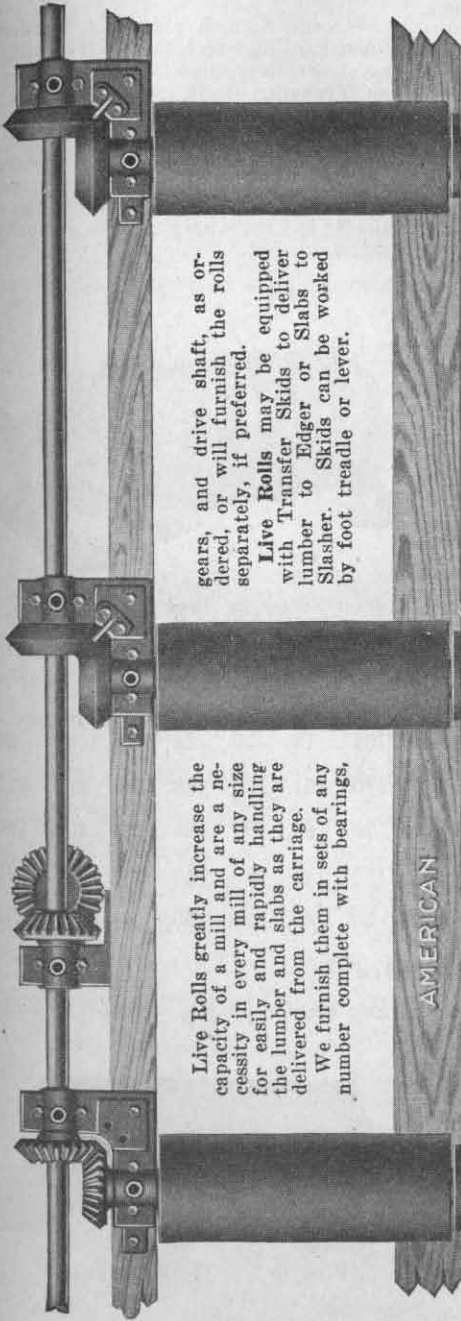 Live Rolls greatly increase the
capacity of a mill and are a ne-
cessity in every mill of any size
for easily and rapidly handling
the lumber and slabs as they are
delivered from the carriage.
We furnish them in sets of any
number complete with bearings,
gears, and drive shaft, as or-
dered, or will furnish the rolls
separately, if preferred.
Live Rolls may be equipped
with Transfer Skids to deliver
lumber to Edger or Slabs to
Slasher. Skids can be worked
by foot treadle or lever.
AMERICAN